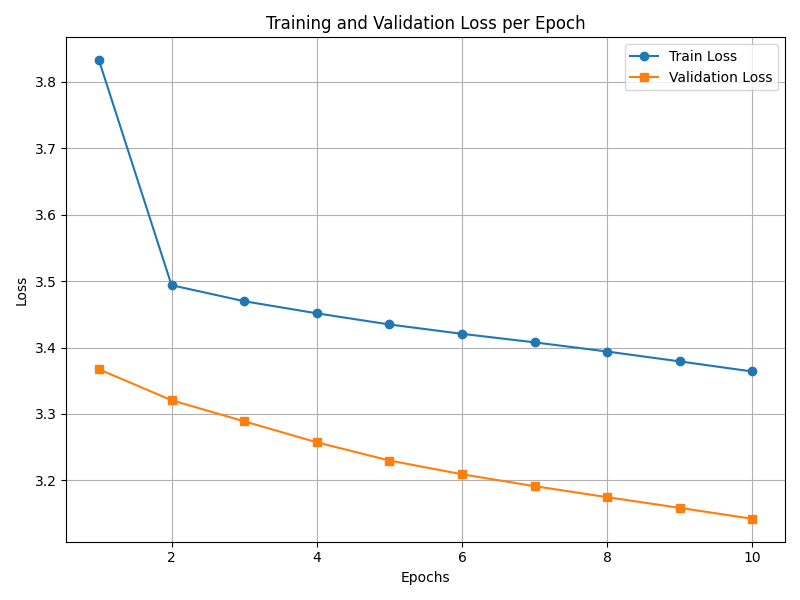 Training and Validation Loss per Epoch
Train Loss
Validation Loss
3.8
3.7
3.6
3.5
3.4
3.3
3.2
Loss
2 4 6 8 10
Epochs